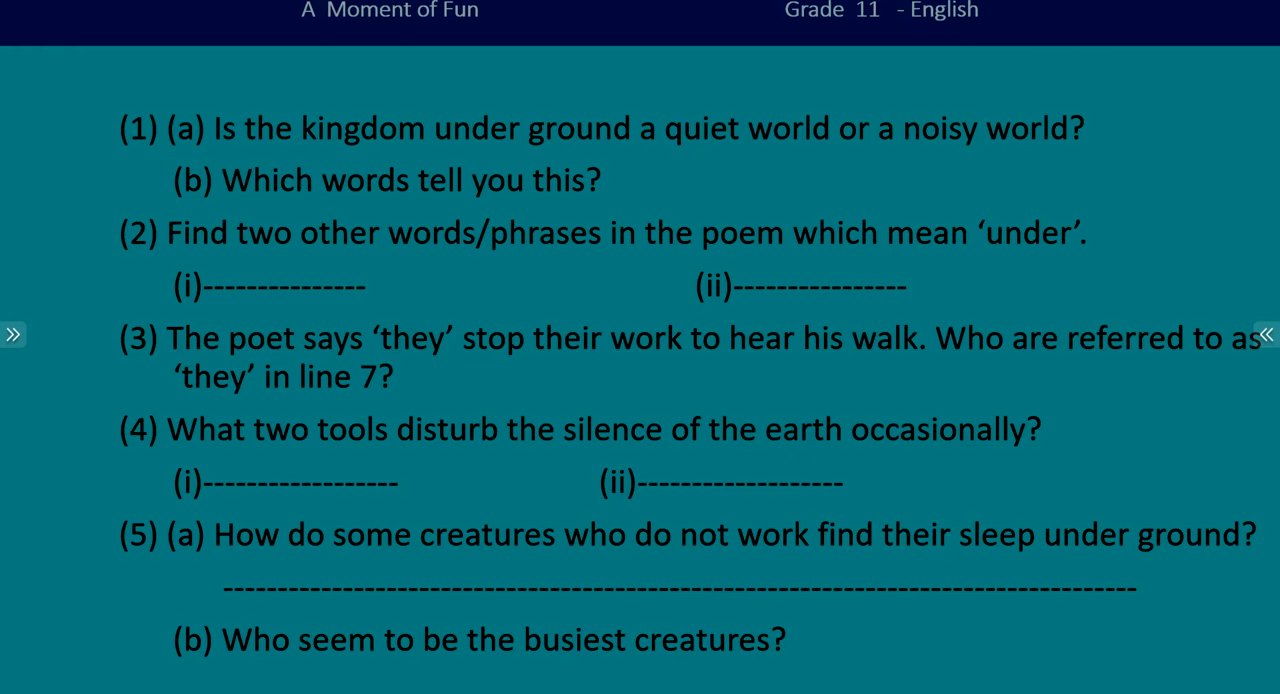 A Moment of Fun Grade 11 - English
(1) (a) Is the kingdom under ground a quiet world or a noisy world?
(b) Which words tell you this?
(2) Find two other words/phrases in the poem which mean ‘under’.
(i)--------------- (ii)----------------
(3) The poet says ‘they’ stop their work to hear his walk. Who are referred to as
‘they’ in line 7?
(4) What two tools disturb the silence of the earth occasionally?
(i)------------------ (ii)-------------------
(5) (a) How do some creatures who do not work find their sleep under ground?
-------------------------------------------------------------------------------------
(b) Who seem to be the busiest creatures?